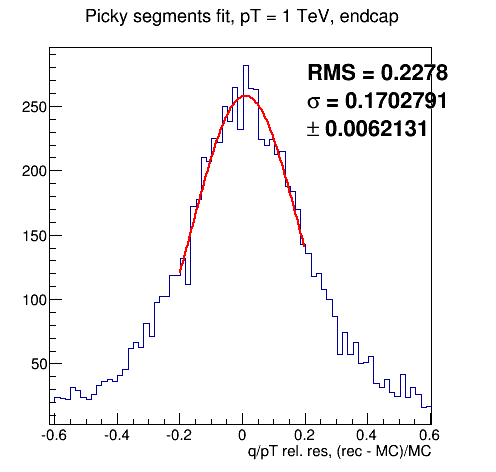 Picky segments fit, pT = 1 TeV, endcap
RMS = 0.2278
σ = 0.1702791
± 0.0062131
250
200
150
100
50
-0.6 -0.4 -0.2 0 0.2 0.4 0.6
q/pT rel. res, (rec - MC)/MC